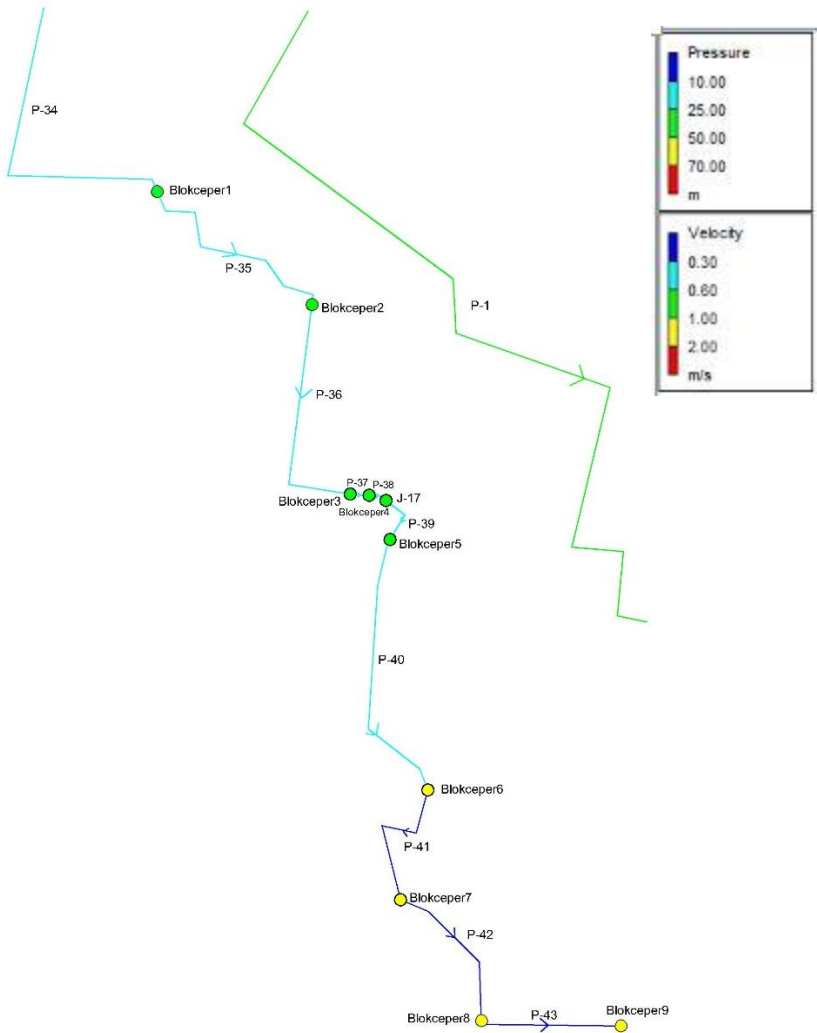 Pressure
10.00
25.00
50.00
70.00
m
Velocity
0.30
0.60
1.00
2.00
m/s
P-34
Blokceper1
P-35
Blokceper2
P-1
P-36
P-37
P-38
Blokceper3
J-17
Blokceper4
P-39
Blokceper5
P-40
Blokceper6
P-41
Blokceper7
P-42
Blokceper8
P-43
Blokceper9